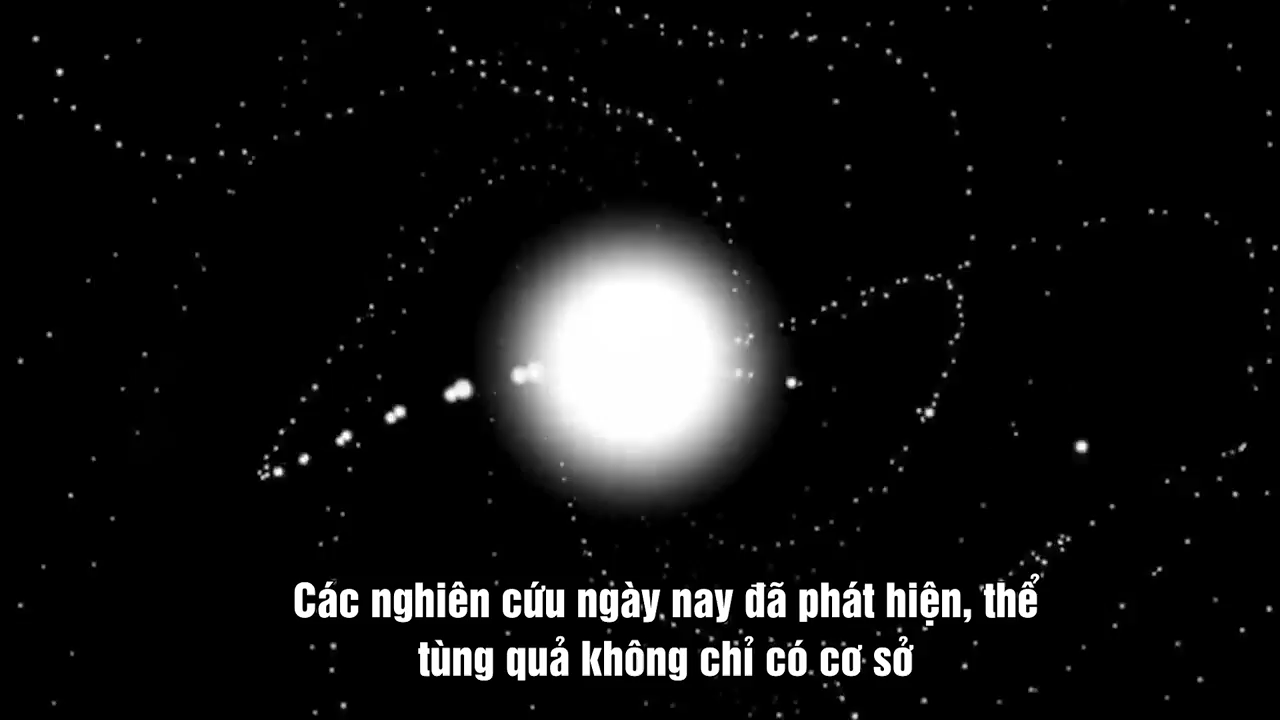 Các nghiên cứu ngày nay đã phát hiện, thể
tùng quả không chỉ có cơ sở